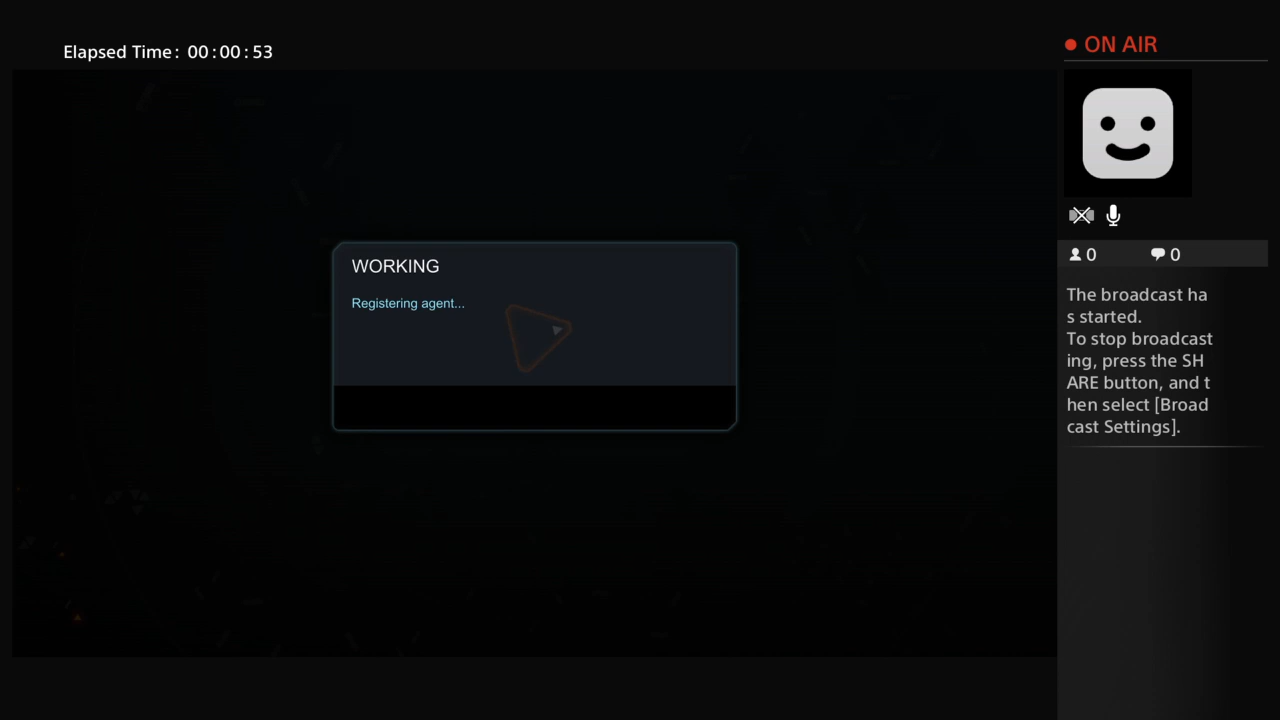 Elapsed Time: 00:00:53
ON AIR
WORKING
Registering agent...
0 0
The broadcast ha
s started.
To stop broadcast
ing, press the SH
ARE button, and t
hen select [Broad
cast Settings].